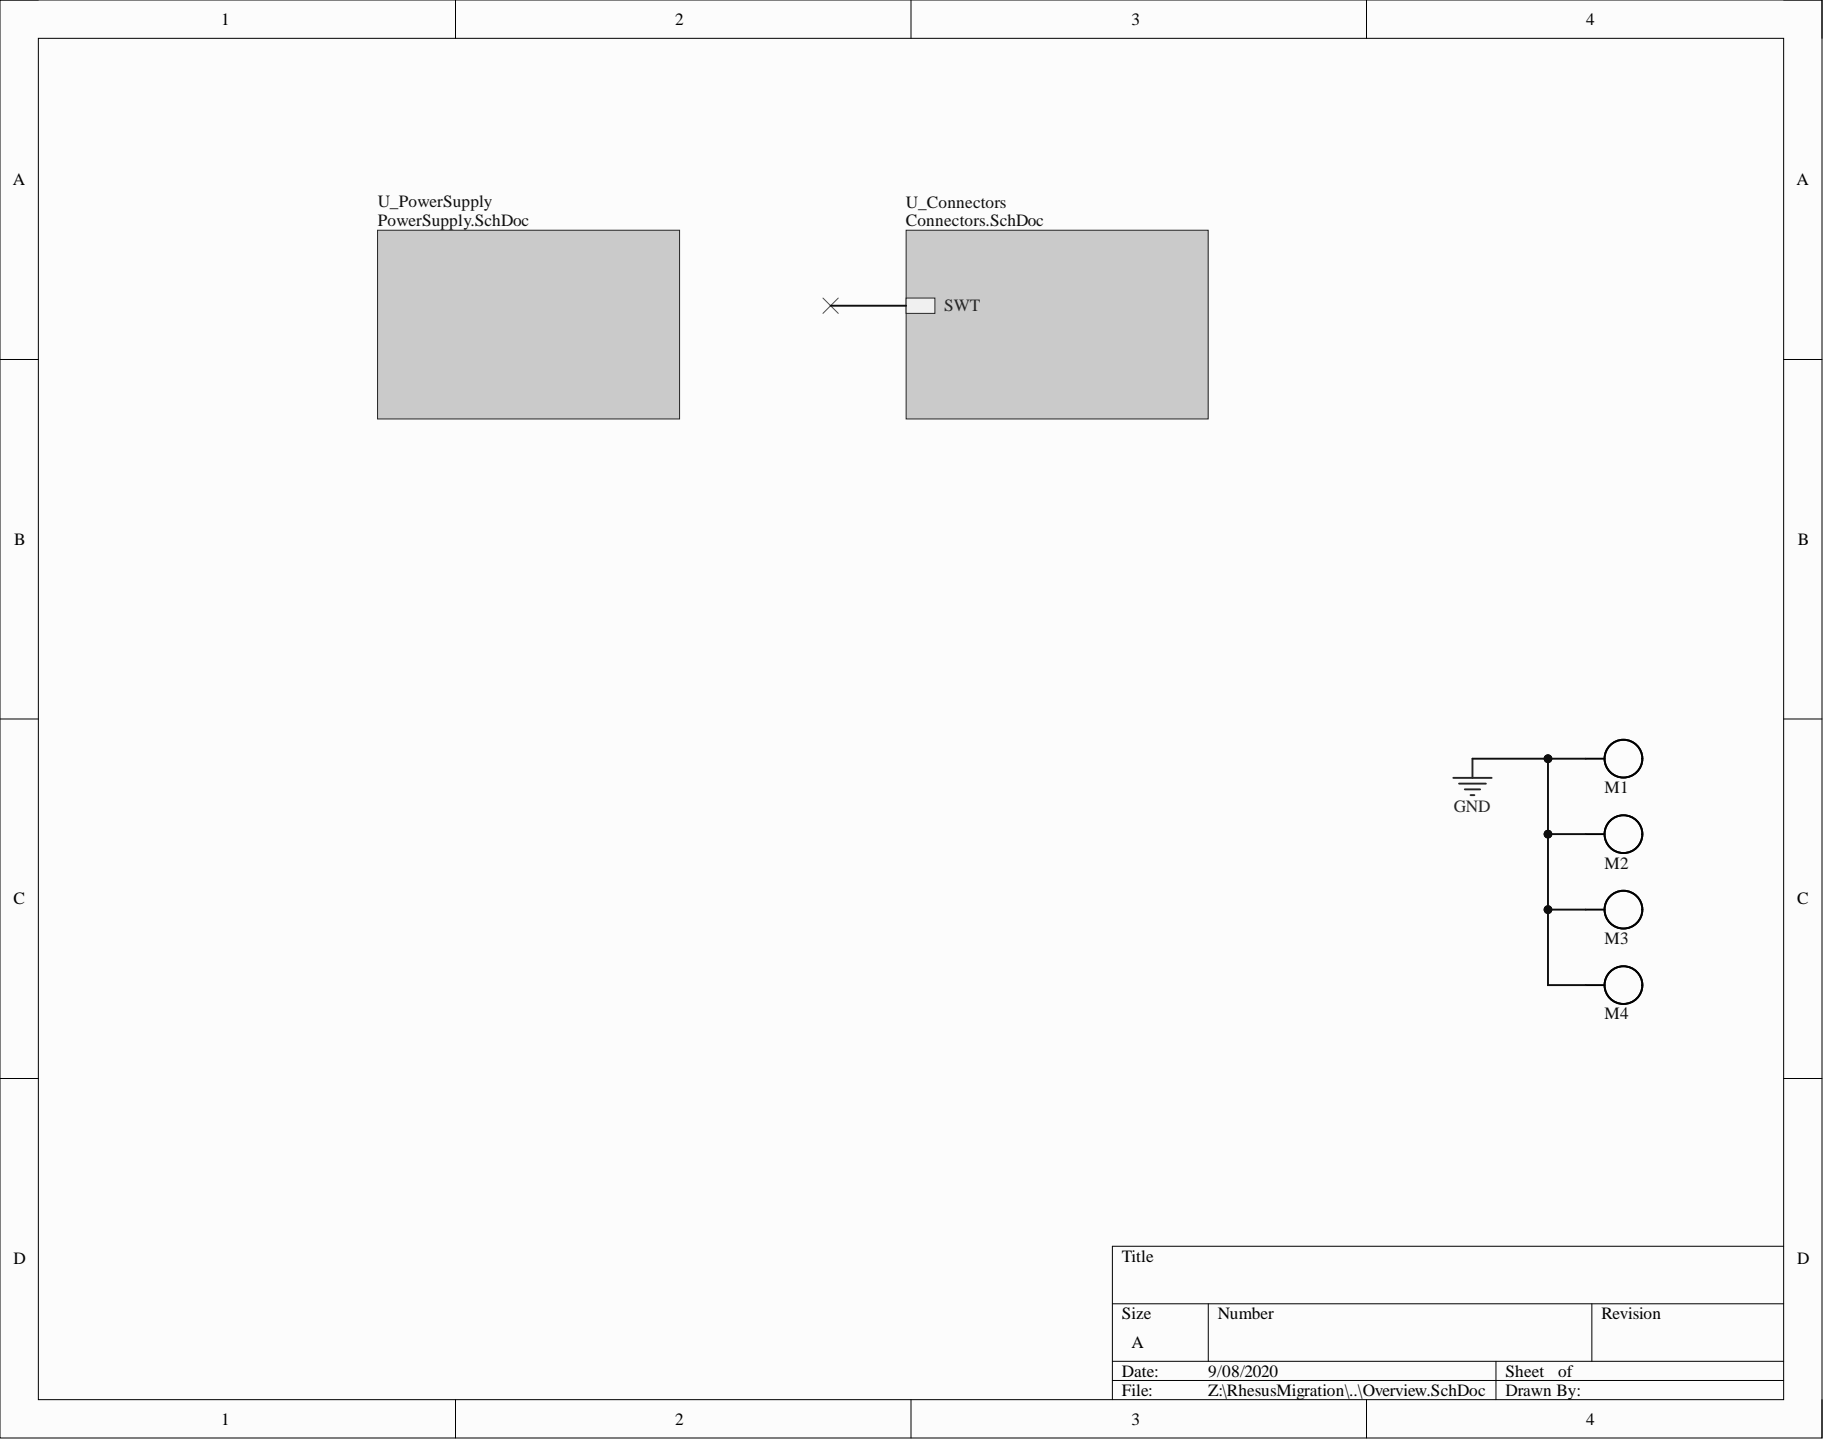 1 2 3 4
A A
U_PowerSupply
PowerSupply.SchDoc
U_Connectors
Connectors.SchDoc
SWT
B B
M1
GND
M2
C C
M3
M4
D D
Title
Size Number Revision
A
Date: 9/08/2020 Sheet of
File: Z:\RhesusMigration\..\Overview.SchDoc Drawn By:
1 2 3 4